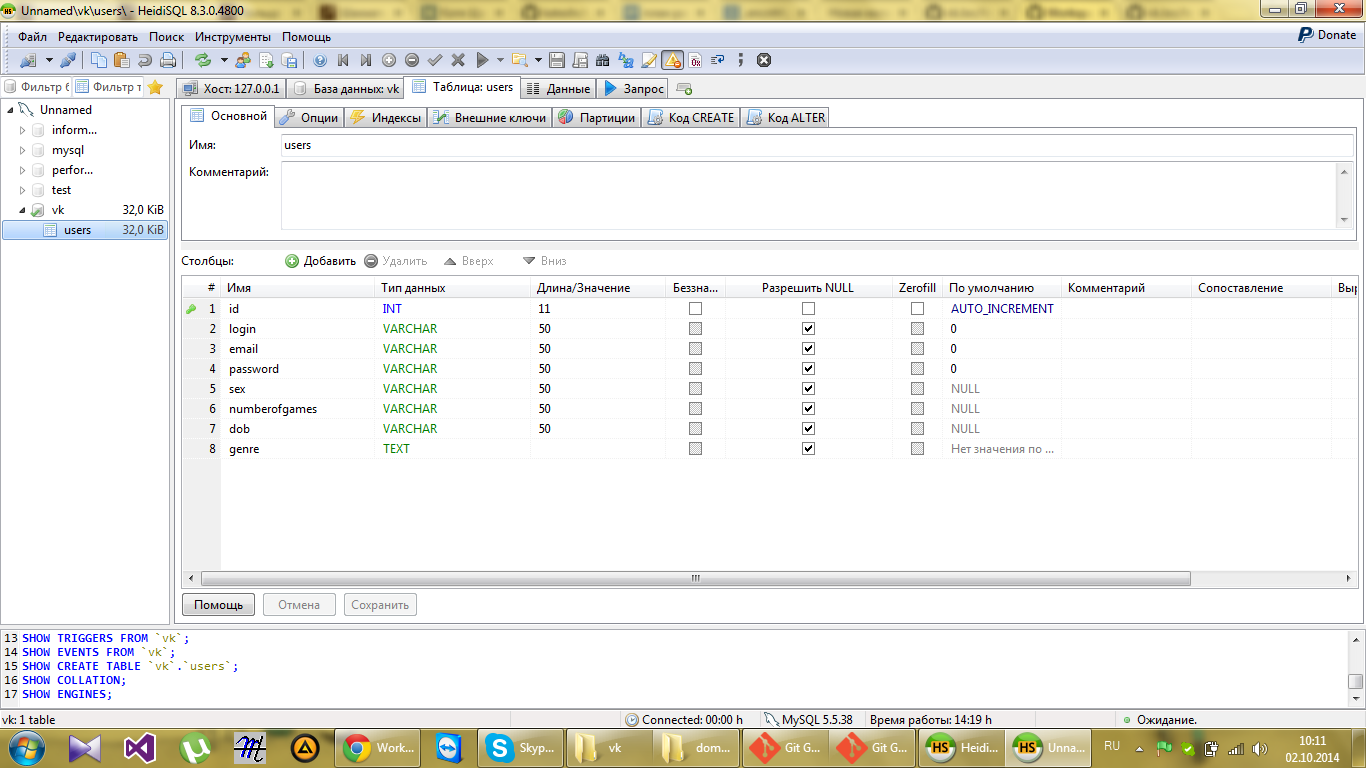 Unnamed\vk\users\ - HeidiSQL 8.3.0.4800
Файл Редактировать Поиск Инструменты Помощь
Donate
Фильтр б Фильтр т
Хост: 127.0.0.1 База данных: vk Таблица: users Данные Запрос
Unnamed
inform...
mysql
perfor...
test
vk 32,0 KiB
users 32,0 KiB
Основной Опции Индексы Внешние ключи Партиции Код CREATE Код ALTER
Имя: users
Комментарий:
Столбцы: Добавить Удалить Вверх Вниз
# Имя Тип данных Длина/Значение Беззна... Разрешить NULL Zerofill По умолчанию Комментарий Сопоставление Выр
1 id INT 11 AUTO_INCREMENT
2 login VARCHAR 50 0
3 email VARCHAR 50 0
4 password VARCHAR 50 0
5 sex VARCHAR 50 NULL
6 numberofgames VARCHAR 50 NULL
7 dob VARCHAR 50 NULL
8 genre TEXT Нет значения по ...
Помощь Отмена Сохранить
13 SHOW TRIGGERS FROM `vk`;
14 SHOW EVENTS FROM `vk`;
15 SHOW CREATE TABLE `vk`.`users`;
16 SHOW COLLATION;
17 SHOW ENGINES;
vk: 1 table Connected: 00:00 h MySQL 5.5.38 Время работы: 14:19 h Ожидание.
Work... Skyp... vk dom... Git G... Git G... Heidi... Unna... RU 10:11
02.10.2014